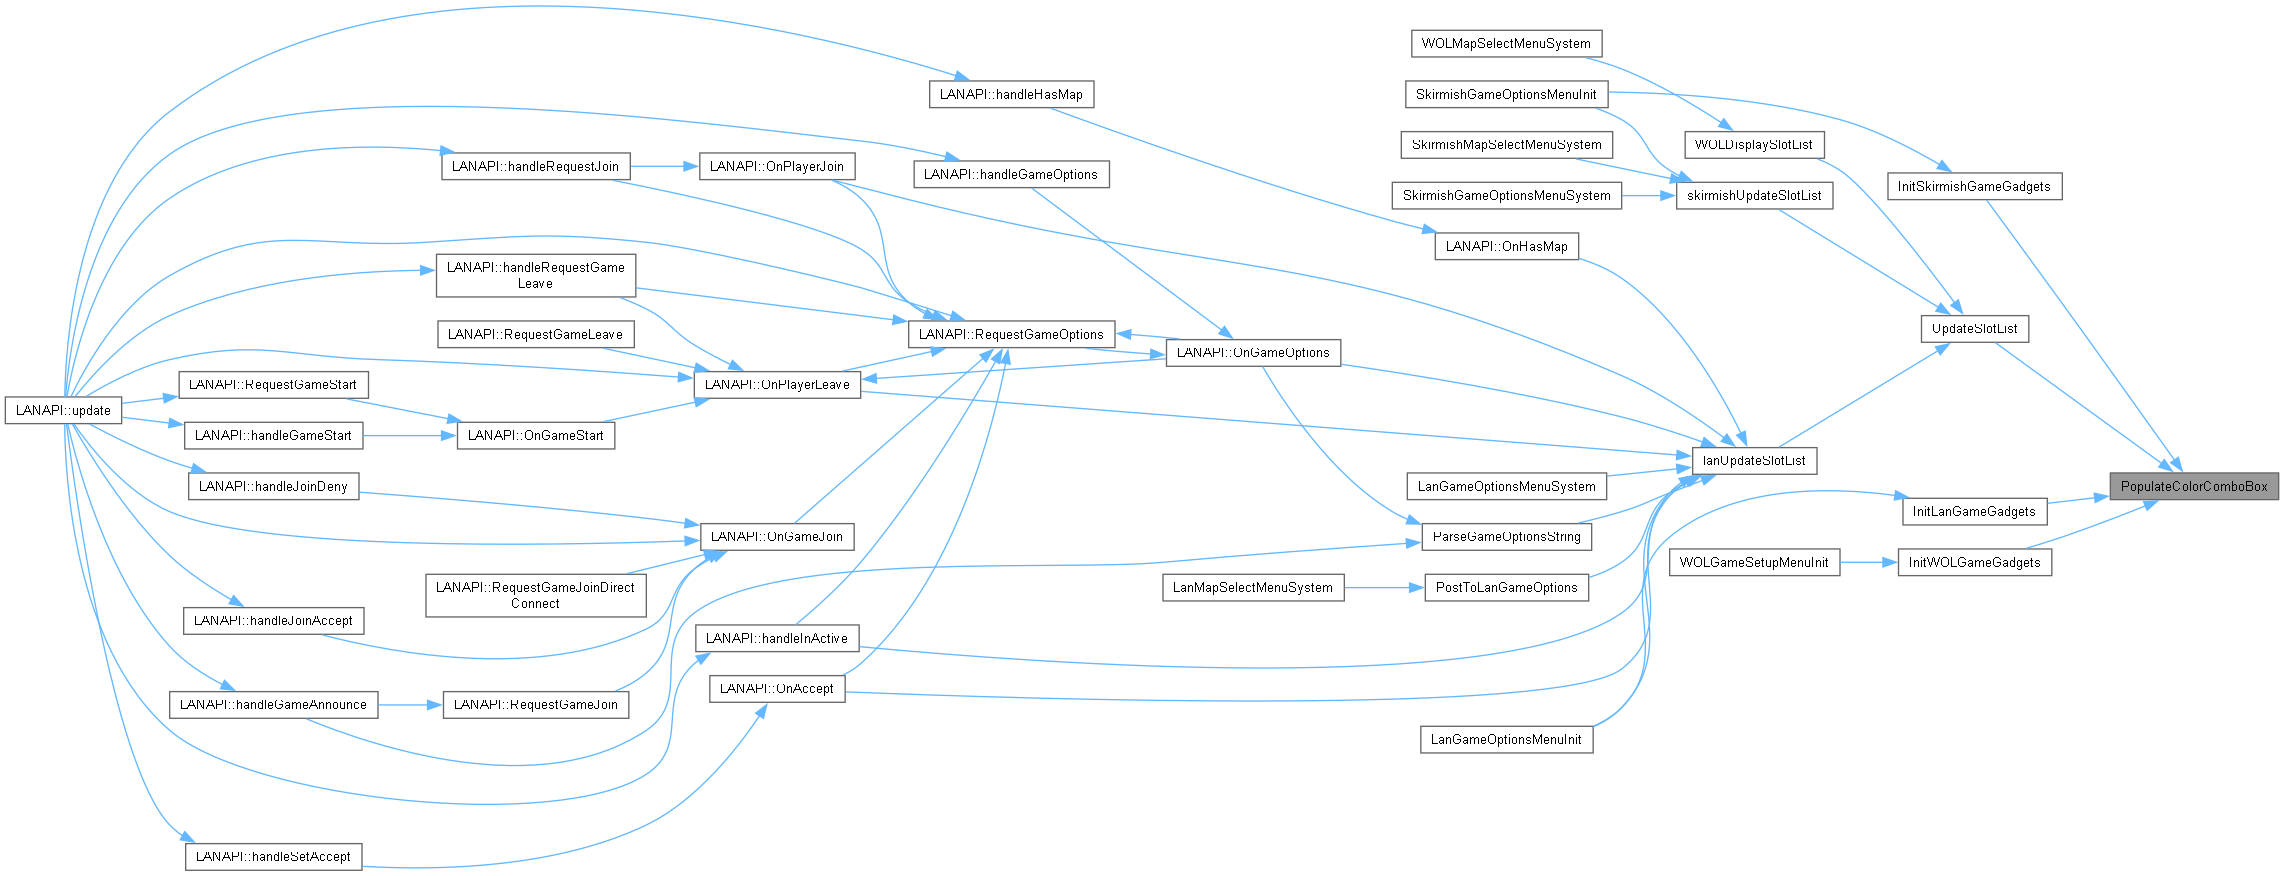 WOLMapSelectMenuSystem
LANAPI::handleHasMap
SkirmishGameOptionsMenuInit
SkirmishMapSelectMenuSystem
WOLDisplaySlotList
LANAPI::handleRequestJoin
LANAPI::OnPlayerJoin
LANAPI::handleGameOptions
InitSkirmishGameGadgets
SkirmishGameOptionsMenuSystem
skirmishUpdateSlotList
LANAPI::OnHasMap
LANAPI::handleRequestGame
Leave
LANAPI::RequestGameLeave
LANAPI::RequestGameOptions
UpdateSlotList
LANAPI::OnGameOptions
LANAPI::RequestGameStart
LANAPI::OnPlayerLeave
LANAPI::update
LANAPI::handleGameStart
LANAPI::OnGameStart
lanUpdateSlotList
LANAPI::handleJoinDeny
LanGameOptionsMenuSystem
PopulateColorComboBox
InitLanGameGadgets
LANAPI::OnGameJoin
ParseGameOptionsString
WOLGameSetupMenuInit
InitWOLGameGadgets
LANAPI::RequestGameJoinDirect
Connect
LanMapSelectMenuSystem
PostToLanGameOptions
LANAPI::handleJoinAccept
LANAPI::handleInActive
LANAPI::OnAccept
LANAPI::handleGameAnnounce
LANAPI::RequestGameJoin
LanGameOptionsMenuInit
LANAPI::handleSetAccept